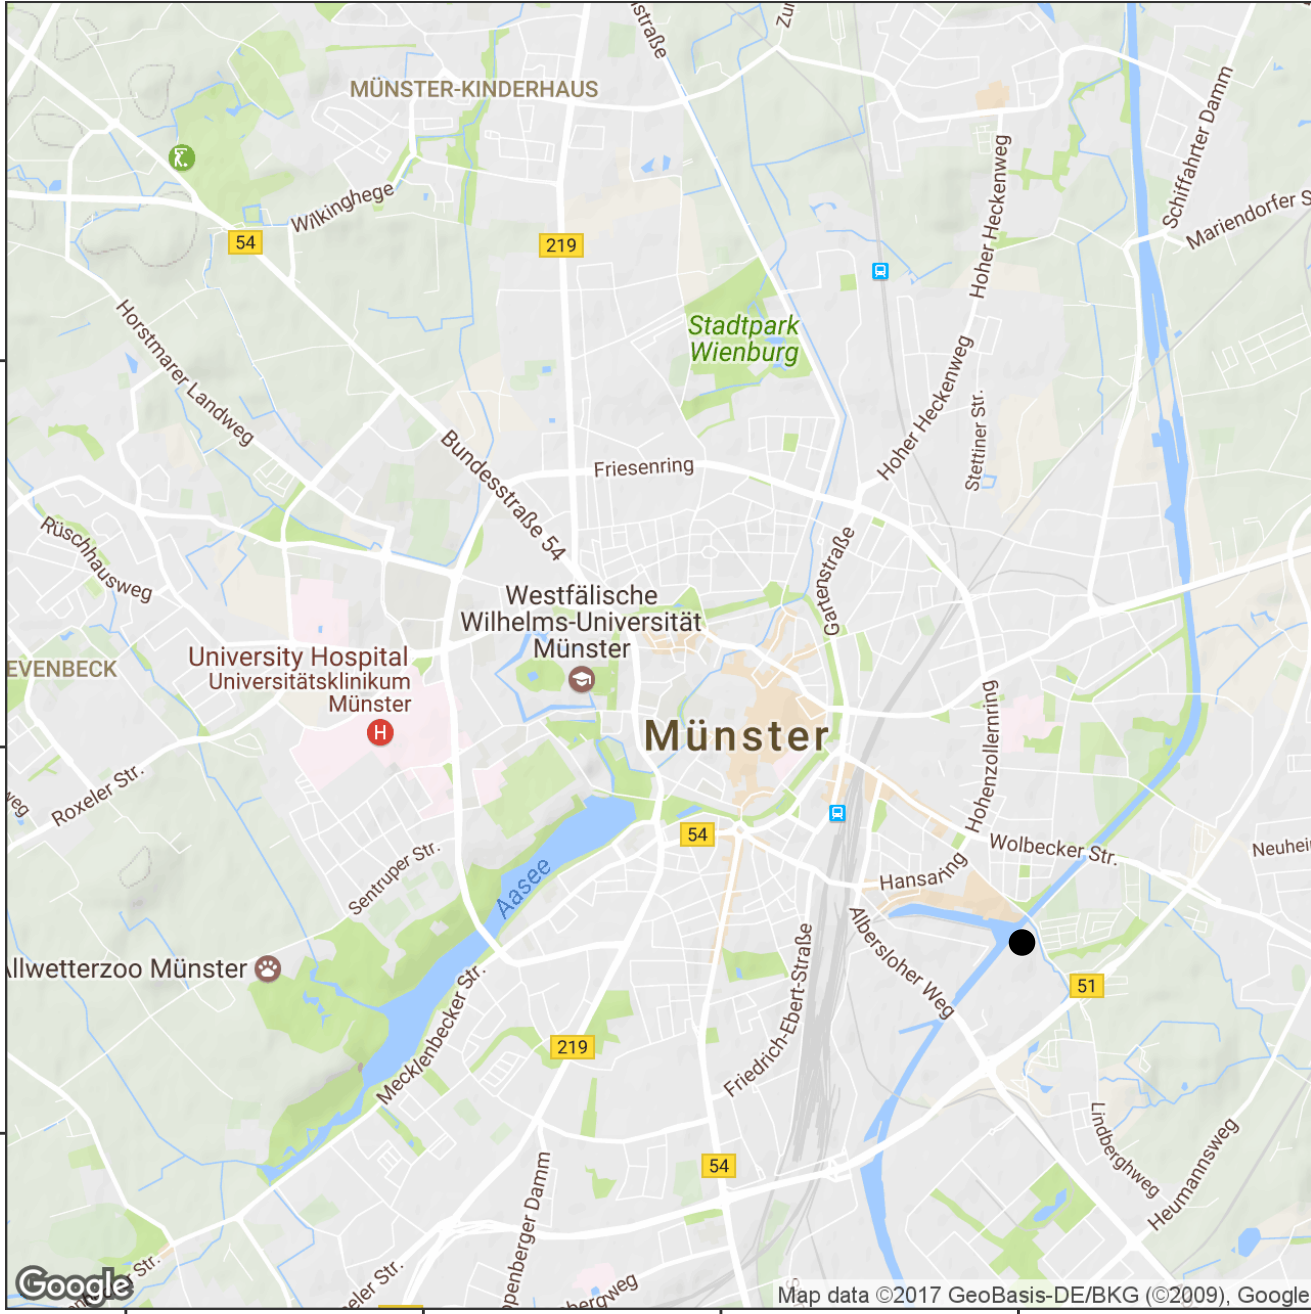 MÜNSTER-KINDERHAUS
Schiffahrter Damm
Wilkinghege
Hoher Heckenweg
Mariendorfer S
54
219
Stadtpark
Wienburg
Horstmarer Landweg
Hoher Heckenweg
Stettiner Str.
Bundesstraße 54
Friesenring
Rüschhausweg
Gartenstraße
Westfälische
Wilhelms-Universität
Münster
University Hospital
Universitätsklinikum
Münster
H
EVENBECK
Münster
Hohenzollernring
Roxeler Str.
weg
54
Wolbecker Str.
Neuhei
Sentruper Str.
Hansaring
Aasee
Albersloher Weg
Allwetterzoo Münster
51
Mecklenbecker Str.
Friedrich-Ebert-Straße
219
Lindberghweg
Heumannsweg
54
eler Str.
Google
Map data ©2017 GeoBasis-DE/BKG (©2009), Google